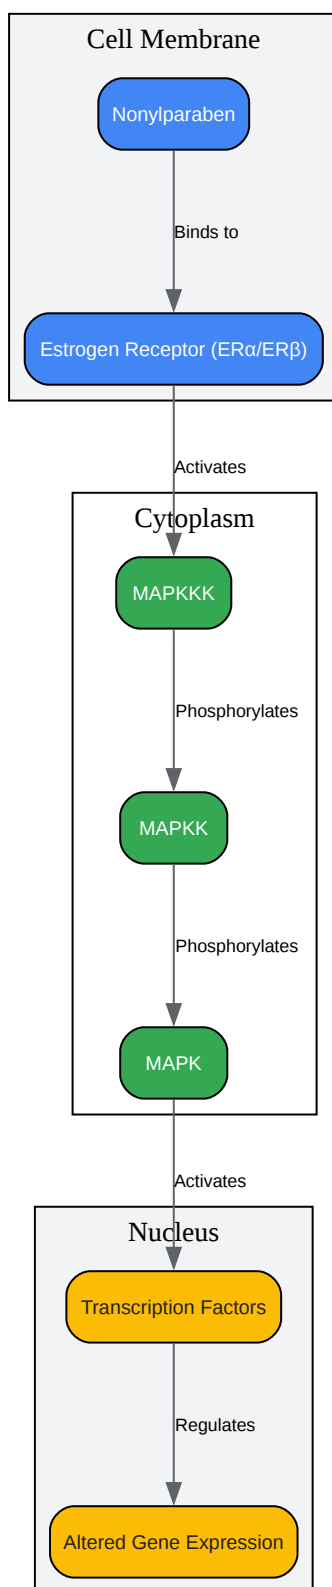 Cell Membrane
Nonylparaben
Binds to
Estrogen Receptor (ERα/ERβ)
Activates
Cytoplasm
MAPKKK
Phosphorylates
MAPKK
Phosphorylates
MAPK
Activates
Nucleus
Transcription Factors
Regulates
Altered Gene Expression